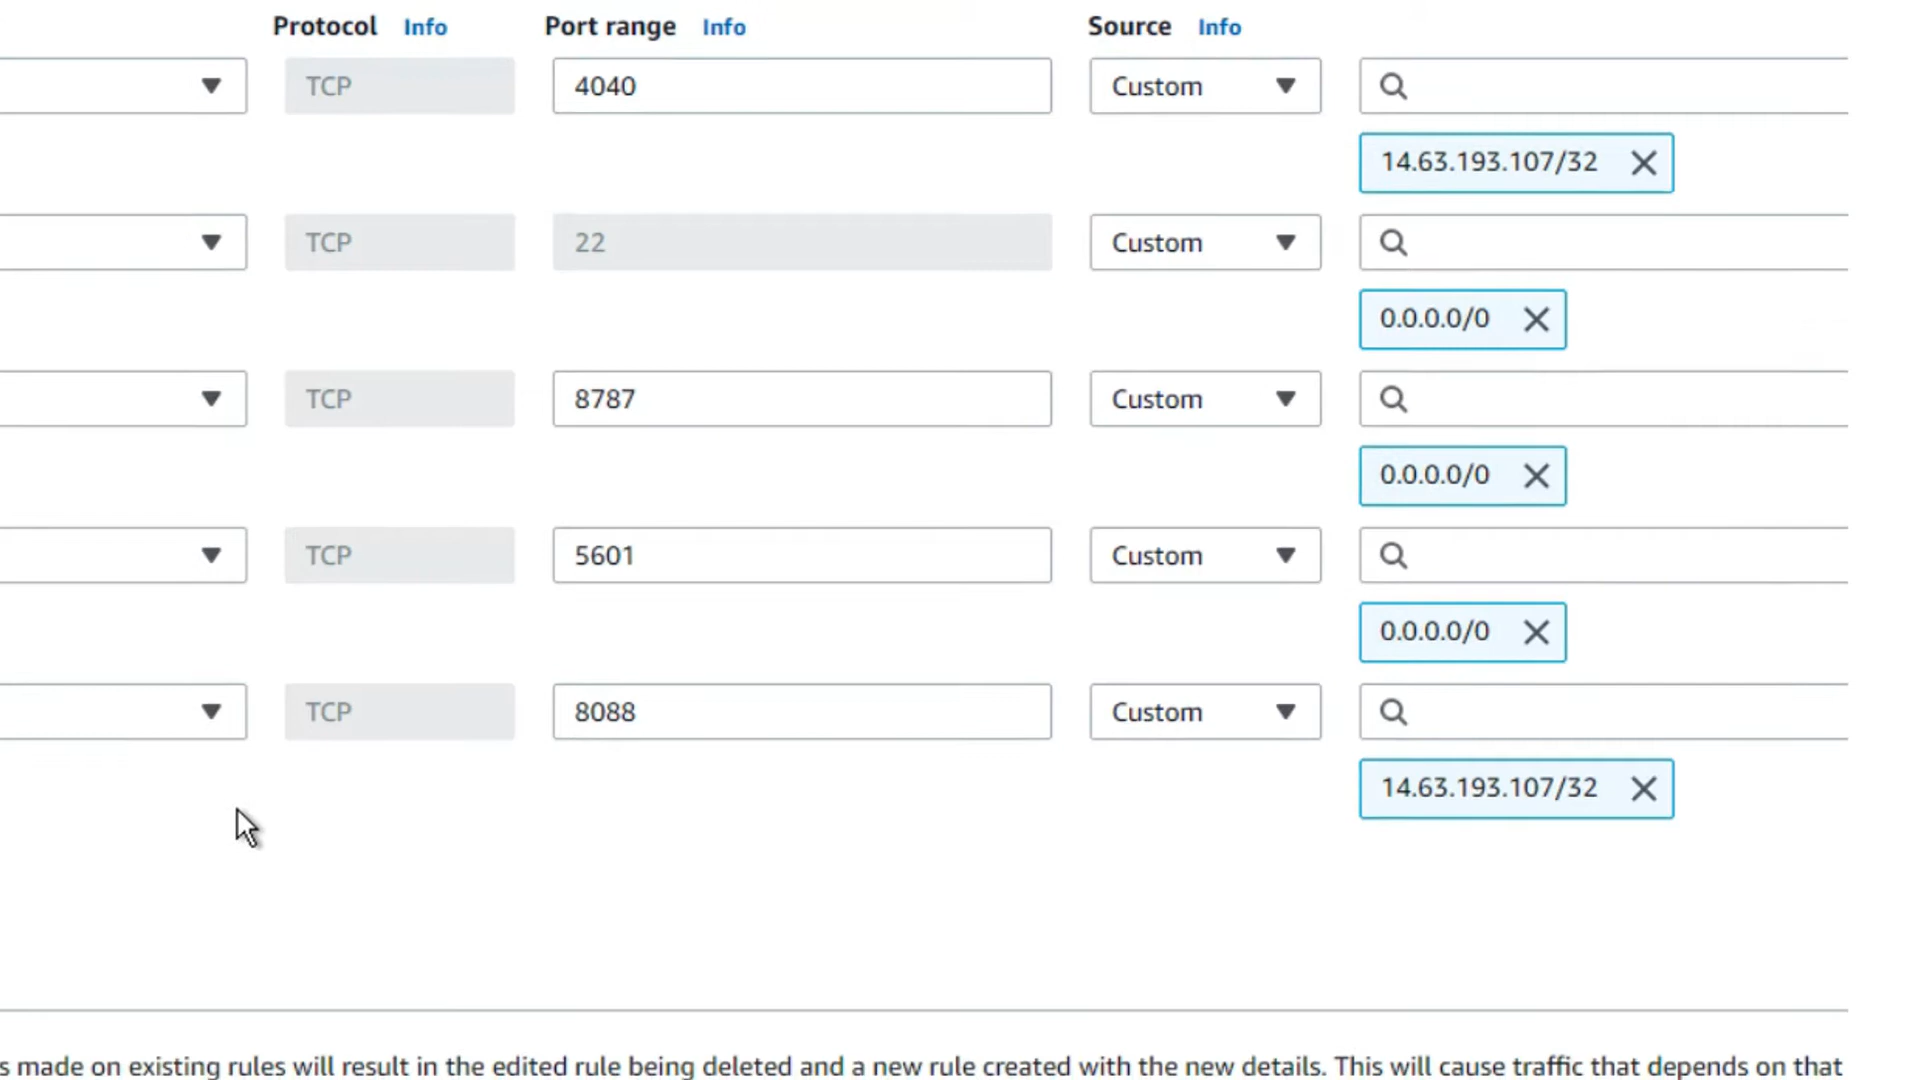 Protocol Info Port range Info Source Info
TCP 4040 Custom
14.63.193.107/32
TCP 22 Custom
0.0.0.0/0
TCP 8787 Custom
0.0.0.0/0
TCP 5601 Custom
0.0.0.0/0
TCP 8088 Custom
14.63.193.107/32
s made on existing rules will result in the edited rule being deleted and a new rule created with the new details. This will cause traffic that depends on that